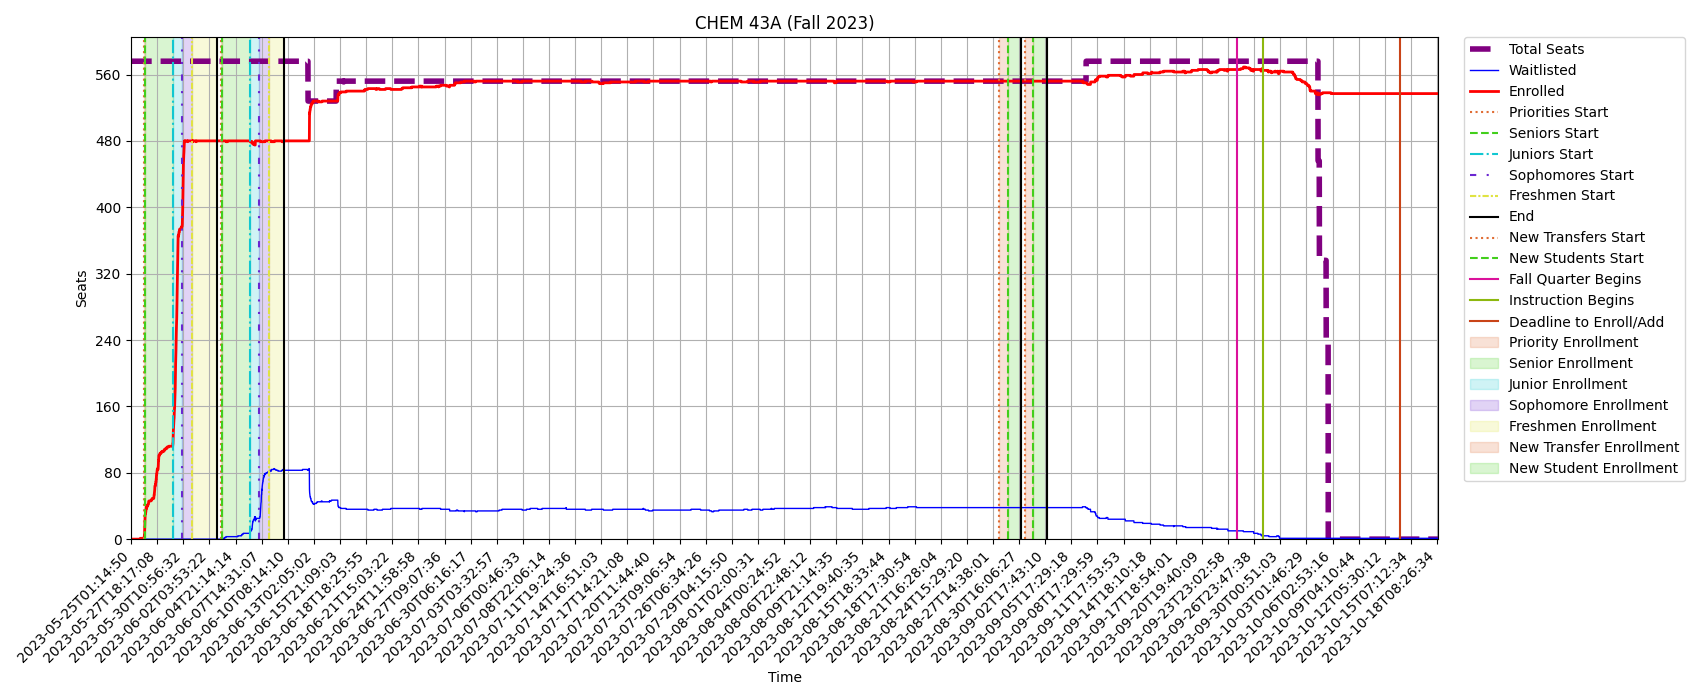 CHEM 43A (Fall 2023)
Seats
560
480
400
320
240
160
80
0
2023-05-25T01:14:50
2023-05-27T18:17:08
2023-05-30T10:56:32
2023-06-02T03:53:22
2023-06-04T21:14:14
2023-06-07T14:31:07
2023-06-10T08:14:10
2023-06-13T02:05:02
2023-06-15T21:09:03
2023-06-18T18:25:55
2023-06-21T15:03:22
2023-06-24T11:58:58
2023-06-27T09:07:36
2023-06-30T06:16:17
2023-07-03T03:32:57
2023-07-06T00:46:33
2023-07-08T22:06:14
2023-07-11T19:24:36
2023-07-14T16:51:03
2023-07-17T14:21:08
2023-07-20T11:44:40
2023-07-23T09:06:54
2023-07-26T06:34:26
2023-07-29T04:15:50
2023-08-01T02:00:31
2023-08-04T00:24:52
2023-08-06T22:48:12
2023-08-09T21:14:35
2023-08-12T19:40:35
2023-08-15T18:33:44
2023-08-18T17:30:54
2023-08-21T16:28:04
2023-08-24T15:29:20
2023-08-27T14:38:01
2023-08-30T16:06:27
2023-09-02T17:43:10
2023-09-05T17:29:18
2023-09-08T17:29:59
2023-09-11T17:53:53
2023-09-14T18:10:18
2023-09-17T18:54:01
2023-09-20T19:40:09
2023-09-23T23:02:58
2023-09-26T23:47:38
2023-09-30T00:51:03
2023-10-03T01:46:29
2023-10-06T02:53:16
2023-10-09T04:10:44
2023-10-12T05:30:12
2023-10-15T07:12:34
2023-10-18T08:26:34
Time
Total Seats
Waitlisted
Enrolled
Priorities Start
Seniors Start
Juniors Start
Sophomores Start
Freshmen Start
End
New Transfers Start
New Students Start
Fall Quarter Begins
Instruction Begins
Deadline to Enroll/Add
Priority Enrollment
Senior Enrollment
Junior Enrollment
Sophomore Enrollment
Freshmen Enrollment
New Transfer Enrollment
New Student Enrollment